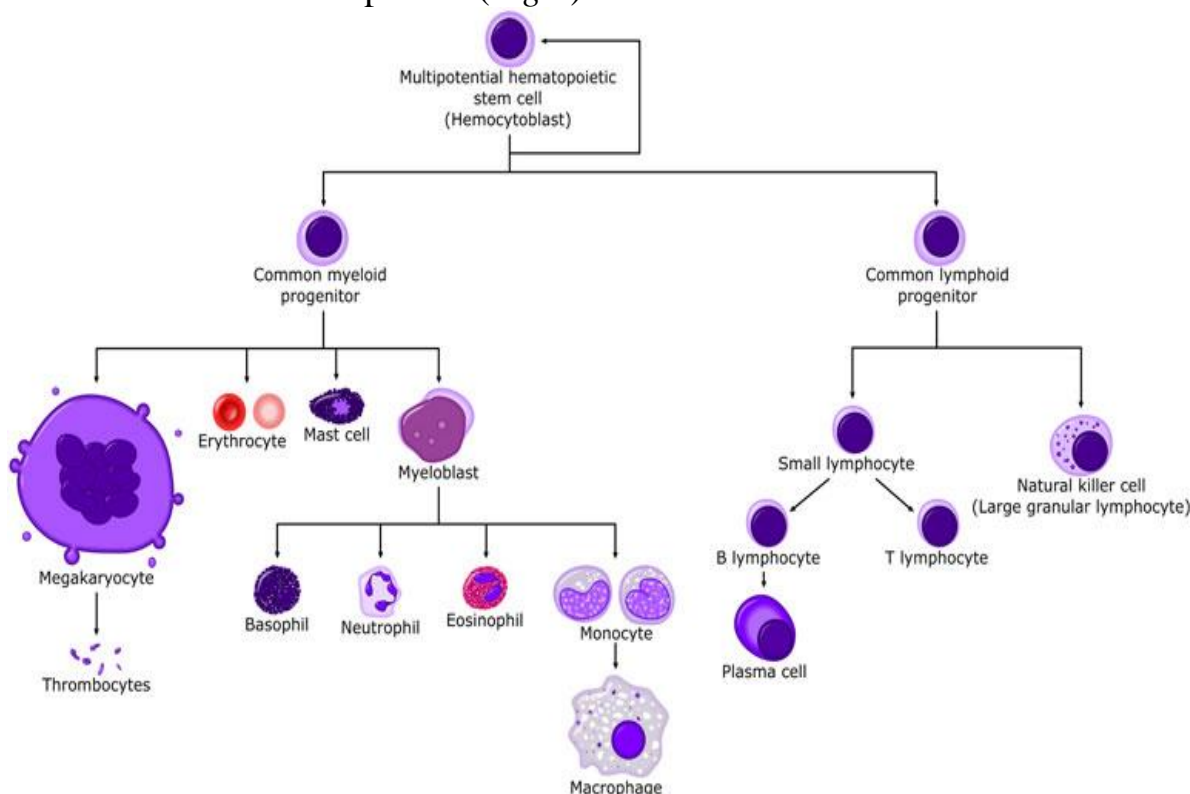 Multipotential hematopoietic
stem cell
(Hemocytoblast)
Common myeloid
progenitor
Common lymphoid
progenitor
Erythrocyte
Mast cell
Myeloblast
Small lymphocyte
Natural killer cell
(Large granular lymphocyte)
B lymphocyte
T lymphocyte
Megakaryocyte
Basophil
Neutrophil
Eosinophil
Monocyte
Plasma cell
Thrombocytes
Macrophage